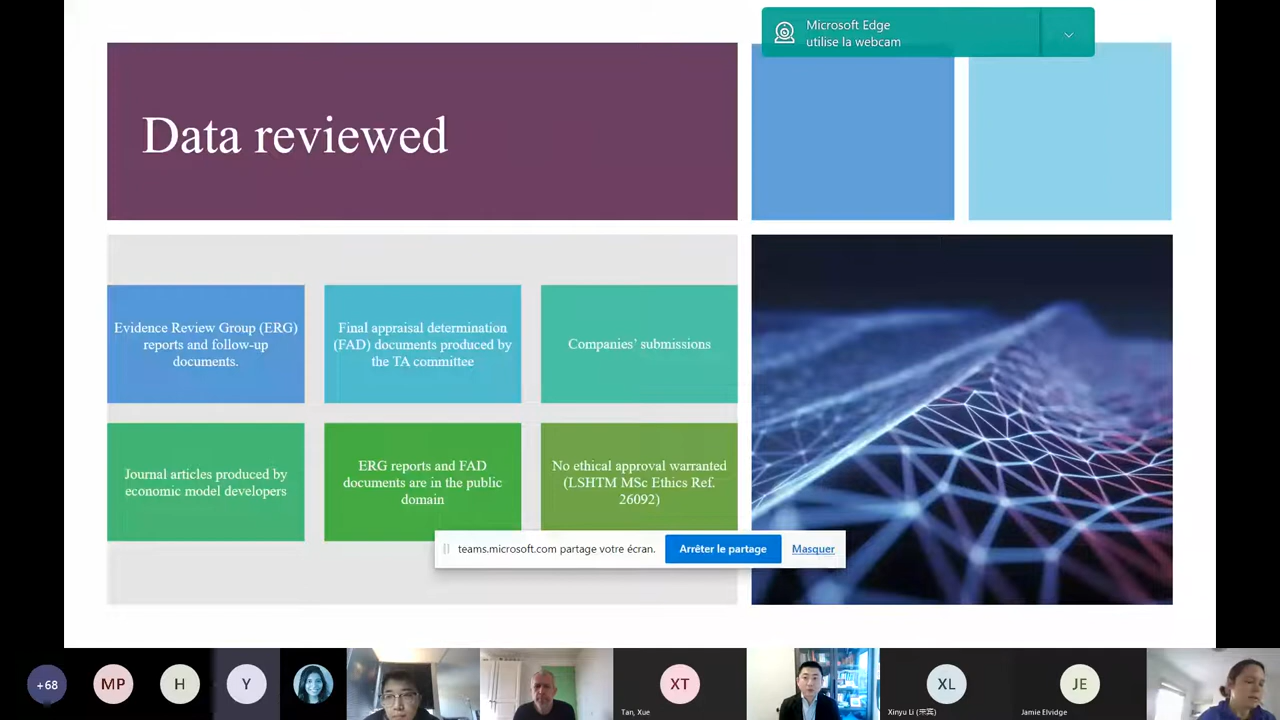 Microsoft Edge
utilise la webcam
Data reviewed
Evidence Review Group (ERG)
reports and follow-up
documents.
Final appraisal determination
(FAD) documents produced by
the TA committee
Companies’ submissions
Journal articles produced by
economic model developers
ERG reports and FAD
documents are in the public
domain
No ethical approval warranted
(LSHTM MSc Ethics Ref.
26092)
teams.microsoft.com partage votre écran.
Arrêter le partage
Masquer
+68
MP
H
Y
XT
Tan, Xue
XL
Xinyu Li
JE
Jamie Elvidge